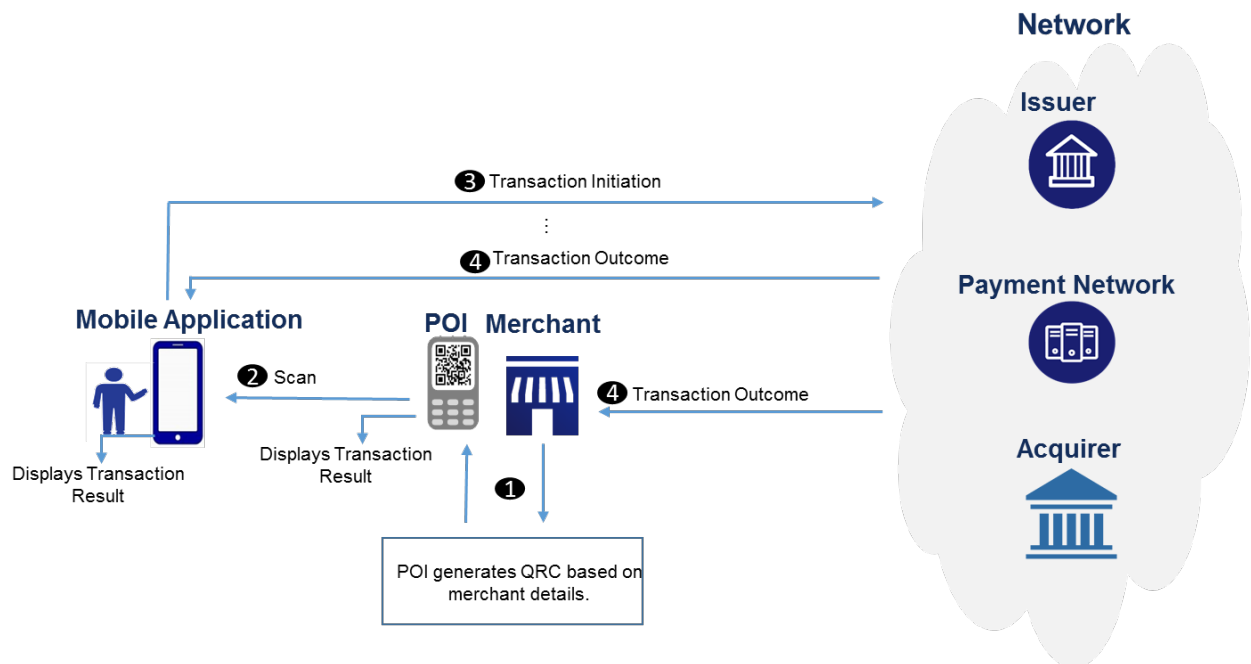 Network
Issuer
3 Transaction Initiation
⋮
4 Transaction Outcome
Payment Network
Mobile Application
POI
Merchant
2 Scan
4 Transaction Outcome
Displays Transaction
Result
Displays Transaction
Result
Acquirer
1
POI generates QRC based on
merchant details.